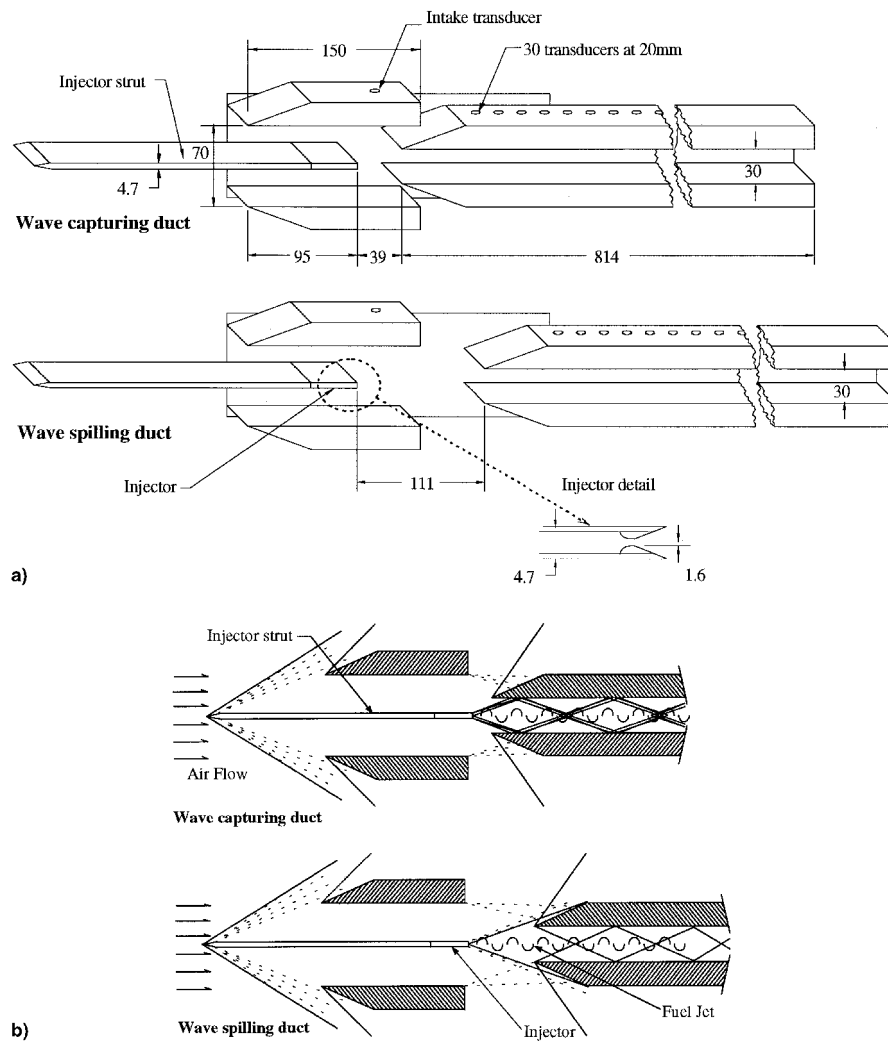 Intake transducer
150
30 transducers at 20mm
Injector strut
70
30
4.7
Wave capturing duct
95
39
814
30
Wave spilling duct
Injector
111
Injector detail
4.7
1.6
a)
Injector strut
Air Flow
Wave capturing duct
Fuel Jet
Wave spilling duct
Injector
b)